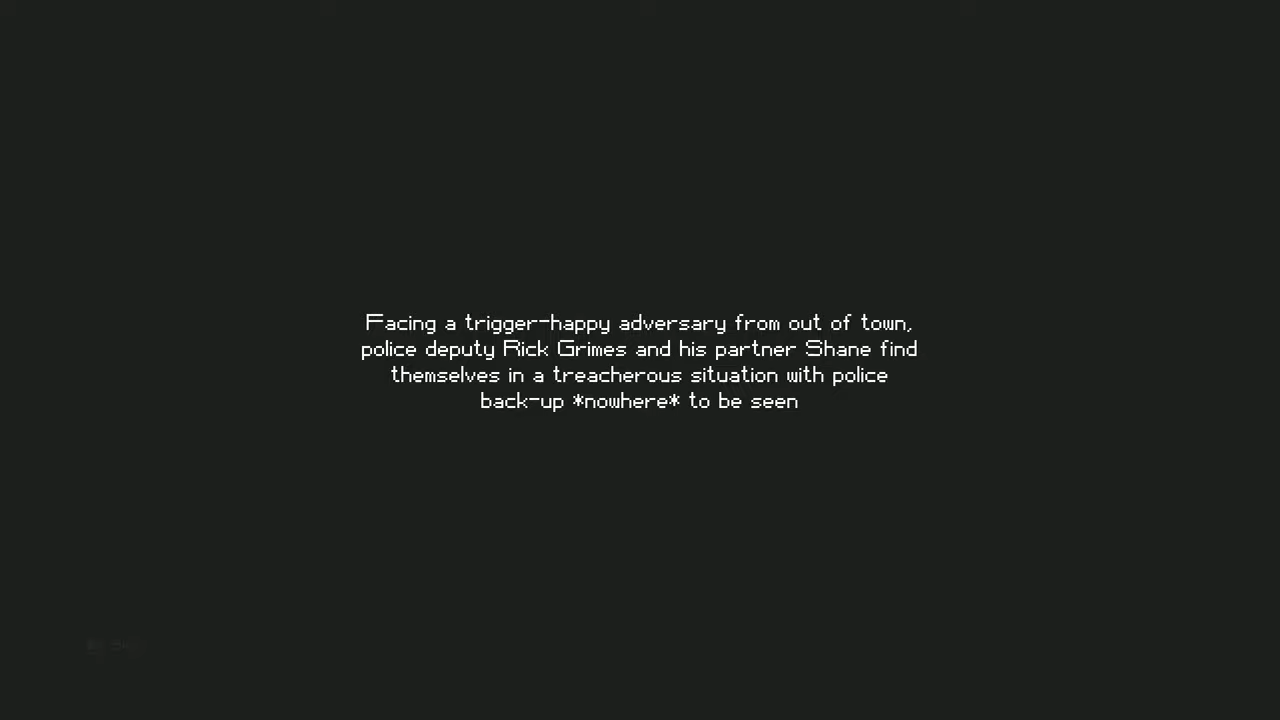 Facing a trigger-happy adversary from out of town,
police deputy Rick Grimes and his partner Shane find
themselves in a treacherous situation with police
back-up *nowhere* to be seen